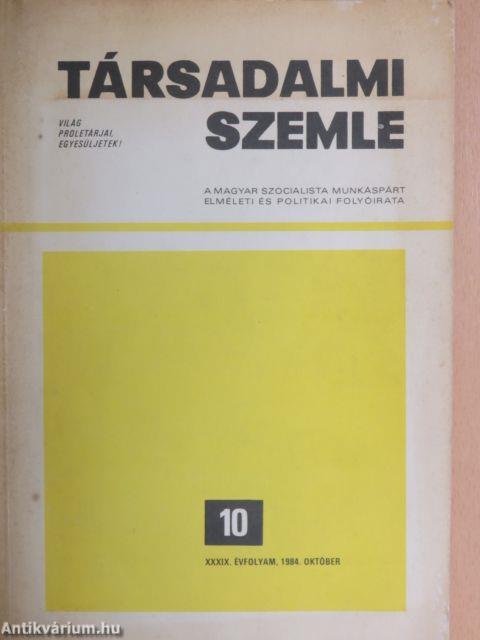 TÁRSADALMI
SZEMLE
VILÁG
PROLETÁRJAI,
EGYESÜLJETEK!
A MAGYAR SZOCIALISTA MUNKÁSPÁRT
ELMÉLETI ÉS POLITIKAI FOLYÓIRATA
10
XXXIX. ÉVFOLYAM, 1984. OKTÓBER
Antikvárium.hu